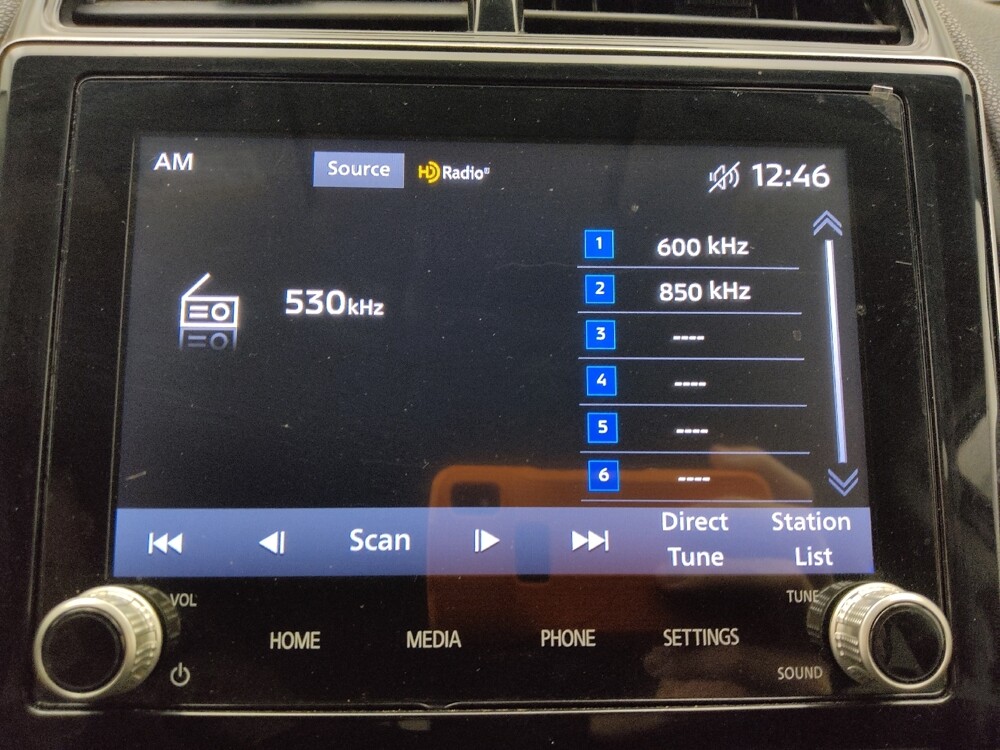 AM
Source
HD Radio®
12:46
530kHz
1 600 kHz
2 850 kHz
3 ----
4 ----
5 ----
6 ----
Scan
Direct
Tune
Station
List
VOL
TUNE
HOME
MEDIA
PHONE
SETTINGS
SOUND